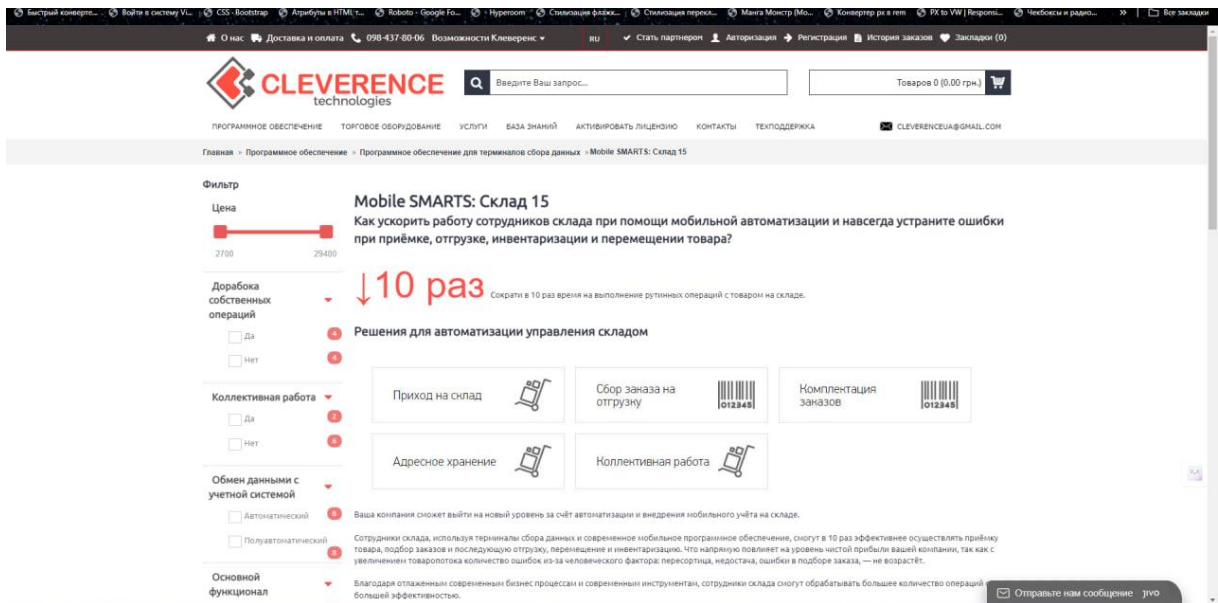 Быстрый конверте...
Войти в систему Vi...
CSS - Bootstrap
Атрибуты в HTML т...
Roboto - Google Fo...
- Hyperoom
Стилизация флажк...
Стилизация перекл...
Манга Монстр (Mo...
Конвертер px в rem
PX to VW | Responsi...
Чекбоксы и радио...
»
Все закладки
О нас
Доставка и оплата
098-437-80-06
Возможности Клеверенс
RU
Стать партнером
Авторизация
Регистрация
История заказов
Закладки (0)
CLEVERENCE
technologies
Введите Ваш запрос...
Товаров 0 (0.00 грн.)
ПРОГРАММНОЕ ОБЕСПЕЧЕНИЕ
ТОРГОВОЕ ОБОРУДОВАНИЕ
УСЛУГИ
БАЗА ЗНАНИЙ
АКТИВИРОВАТЬ ЛИЦЕНЗИЮ
КОНТАКТЫ
ТЕХПОДДЕРЖКА
CLEVERENCEUA@GMAIL.COM
Главная » Программное обеспечение » Программное обеспечение для терминалов сбора данных » Mobile SMARTS: Склад 15
Фильтр
Цена
2700
29400
Дорабока
собственных
операций
Да
4
Нет
4
Коллективная работа
Да
2
Нет
6
Обмен данными с
учетной системой
Автоматический
8
Полуавтоматический
8
Основной
функционал
Mobile SMARTS: Склад 15
Как ускорить работу сотрудников склада при помощи мобильной автоматизации и навсегда устраните ошибки
при приёмке, отгрузке, инвентаризации и перемещении товара?
↓10 раз
Сократи в 10 раз время на выполнение рутинных операций с товаром на складе.
Решения для автоматизации управления складом
Приход на склад
Сбор заказа на
отгрузку
012345
Комплектация
заказов
012345
Адресное хранение
Коллективная работа
Ваша компания сможет выйти на новый уровень за счёт автоматизации и внедрения мобильного учёта на складе.
Сотрудники склада, используя терминалы сбора данных и современное мобильное программное обеспечение, смогут в 10 раз эффективнее осуществлять приёмку
товара, подбор заказов и последующую отгрузку, перемещение и инвентаризацию. Что напрямую повлияет на уровень чистой прибыли вашей компании, так как с
увеличением товаропотока количество ошибок из-за человеческого фактора: пересортица, недостача, ошибки в подборе заказа, — не возрастёт.
Благодаря отлаженным современным бизнес процессам и современным инструментам, сотрудники склада смогут обрабатывать большее количество операций с
большей эффективностью.
Отправьте нам сообщение
jivo